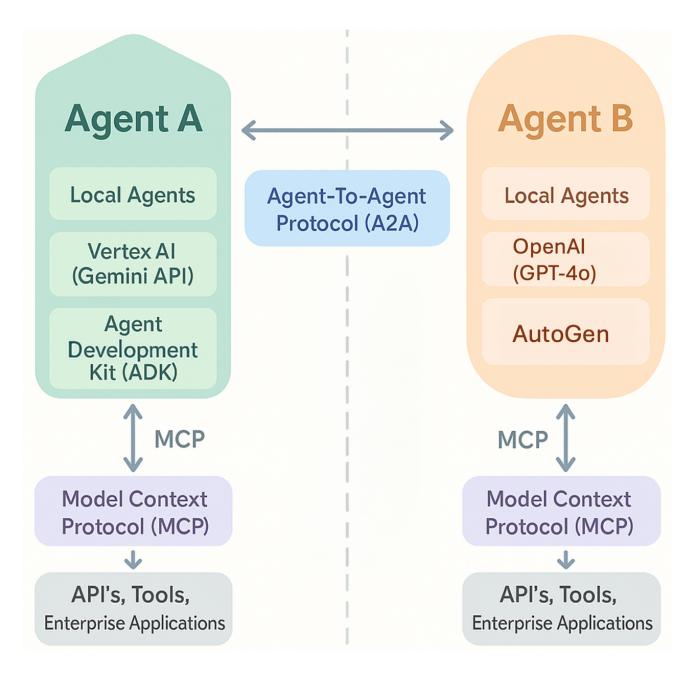 Agent A
Local Agents
Vertex AI
(Gemini API)
Agent
Development
Kit (ADK)
MCP
Model Context
Protocol (MCP)
API's, Tools,
Enterprise Applications
Agent-To-Agent
Protocol (A2A)
Agent B
Local Agents
OpenAI
(GPT-4o)
AutoGen
MCP
Model Context
Protocol (MCP)
API's, Tools,
Enterprise Applications